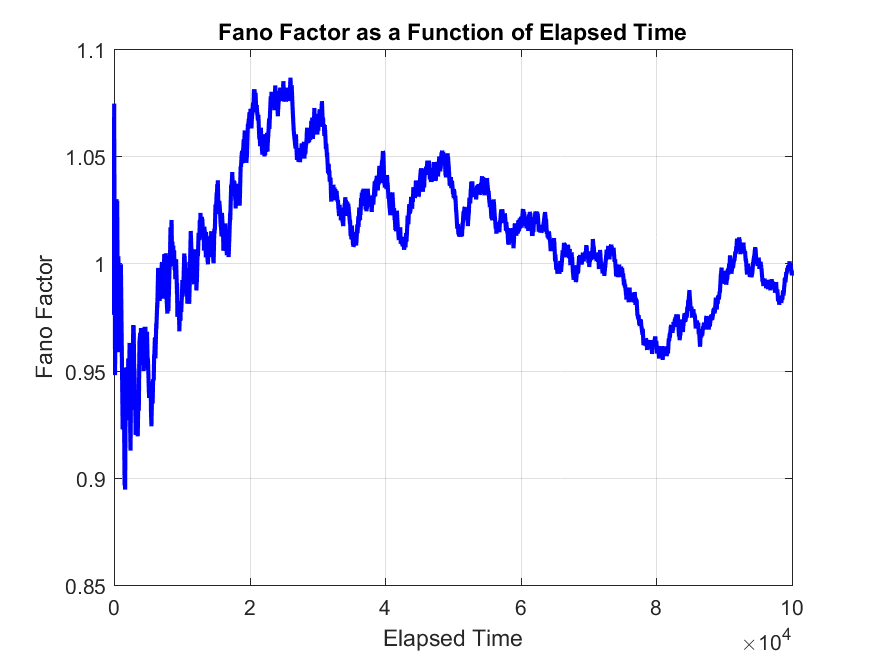 Fano Factor as a Function of Elapsed Time
1.1
1.05
1
0.95
0.9
0.85
Fano Factor
0 2 4 6 8 10
Elapsed Time
×10^4